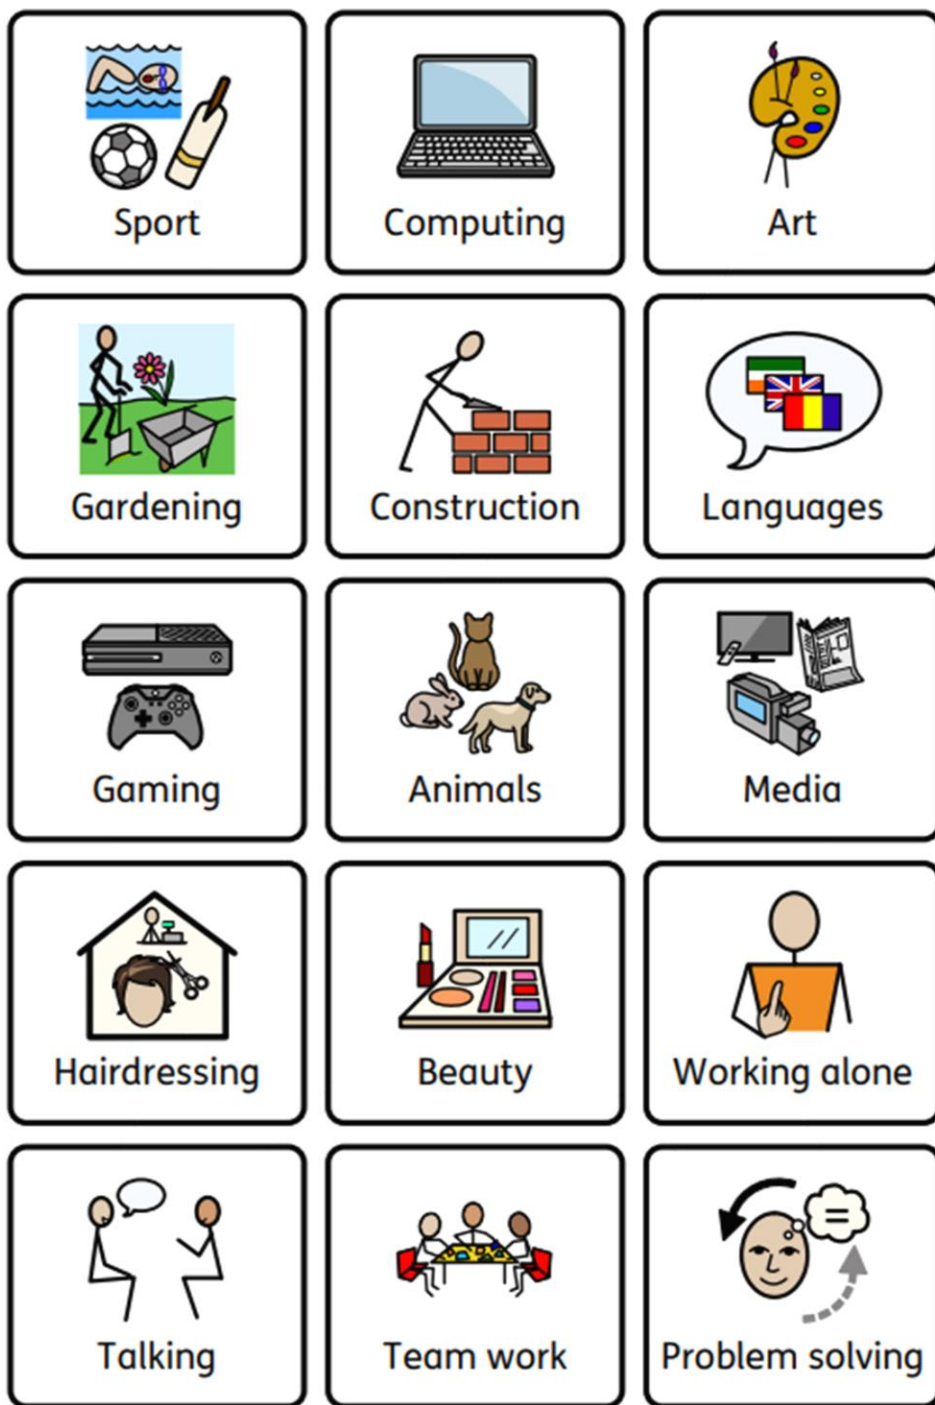 Sport
Computing
Art
Gardening
Construction
Languages
Gaming
Animals
Media
Hairdressing
Beauty
Working alone
Talking
Team work
Problem solving